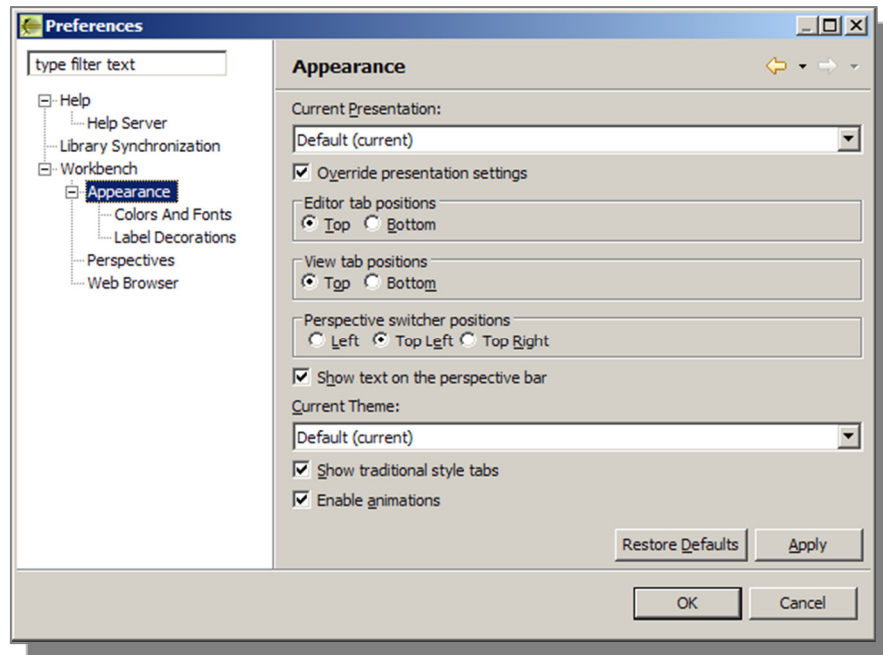 Preferences
type filter text
Help
Help Server
Library Synchronization
Workbench
Appearance
Colors And Fonts
Label Decorations
Perspectives
Web Browser
Appearance
Current Presentation:
Default (current)
Override presentation settings
Editor tab positions
Top Bottom
View tab positions
Top Bottom
Perspective switcher positions
Left Top Left Top Right
Show text on the perspective bar
Current Theme:
Default (current)
Show traditional style tabs
Enable animations
Restore Defaults Apply
OK Cancel